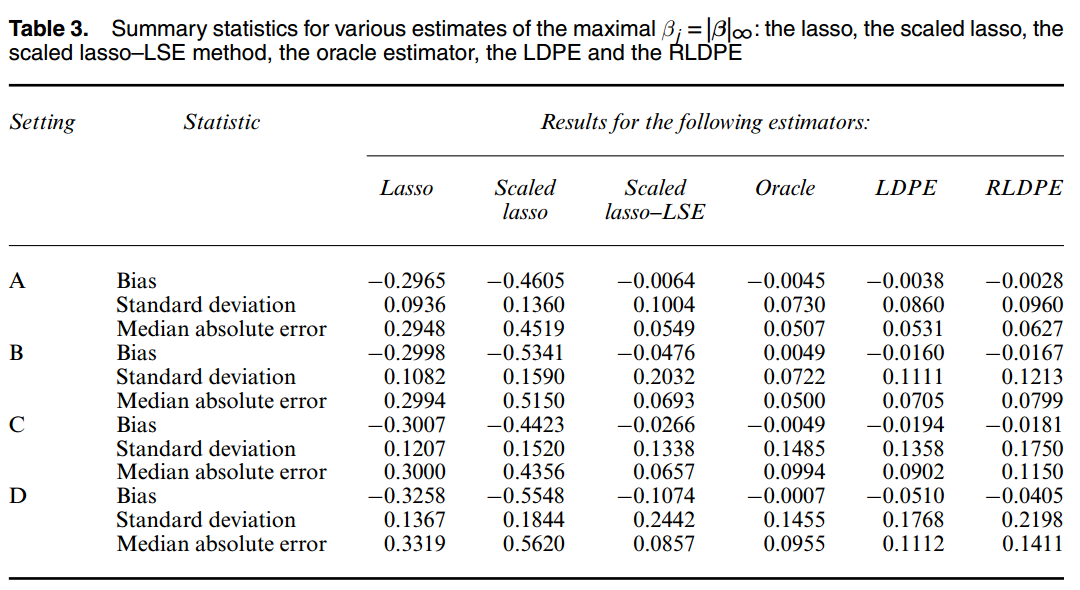 Table 3. Summary statistics for various estimates of the maximal βj = |β|∞: the lasso, the scaled lasso, the
scaled lasso–LSE method, the oracle estimator, the LDPE and the RLDPE
Setting Statistic Results for the following estimators:
Lasso Scaled lasso Scaled lasso–LSE Oracle LDPE RLDPE
A Bias −0.2965 −0.4605 −0.0064 −0.0045 −0.0038 −0.0028
Standard deviation 0.0936 0.1360 0.1004 0.0730 0.0860 0.0960
Median absolute error 0.2948 0.4519 0.0549 0.0507 0.0531 0.0627
B Bias −0.2998 −0.5341 −0.0476 0.0049 −0.0160 −0.0167
Standard deviation 0.1082 0.1590 0.2032 0.0722 0.1111 0.1213
Median absolute error 0.2994 0.5150 0.0693 0.0500 0.0705 0.0799
C Bias −0.3007 −0.4423 −0.0266 −0.0049 −0.0194 −0.0181
Standard deviation 0.1207 0.1520 0.1338 0.1485 0.1358 0.1750
Median absolute error 0.3000 0.4356 0.0657 0.0994 0.0902 0.1150
D Bias −0.3258 −0.5548 −0.1074 −0.0007 −0.0510 −0.0405
Standard deviation 0.1367 0.1844 0.2442 0.1455 0.1768 0.2198
Median absolute error 0.3319 0.5620 0.0857 0.0955 0.1112 0.1411